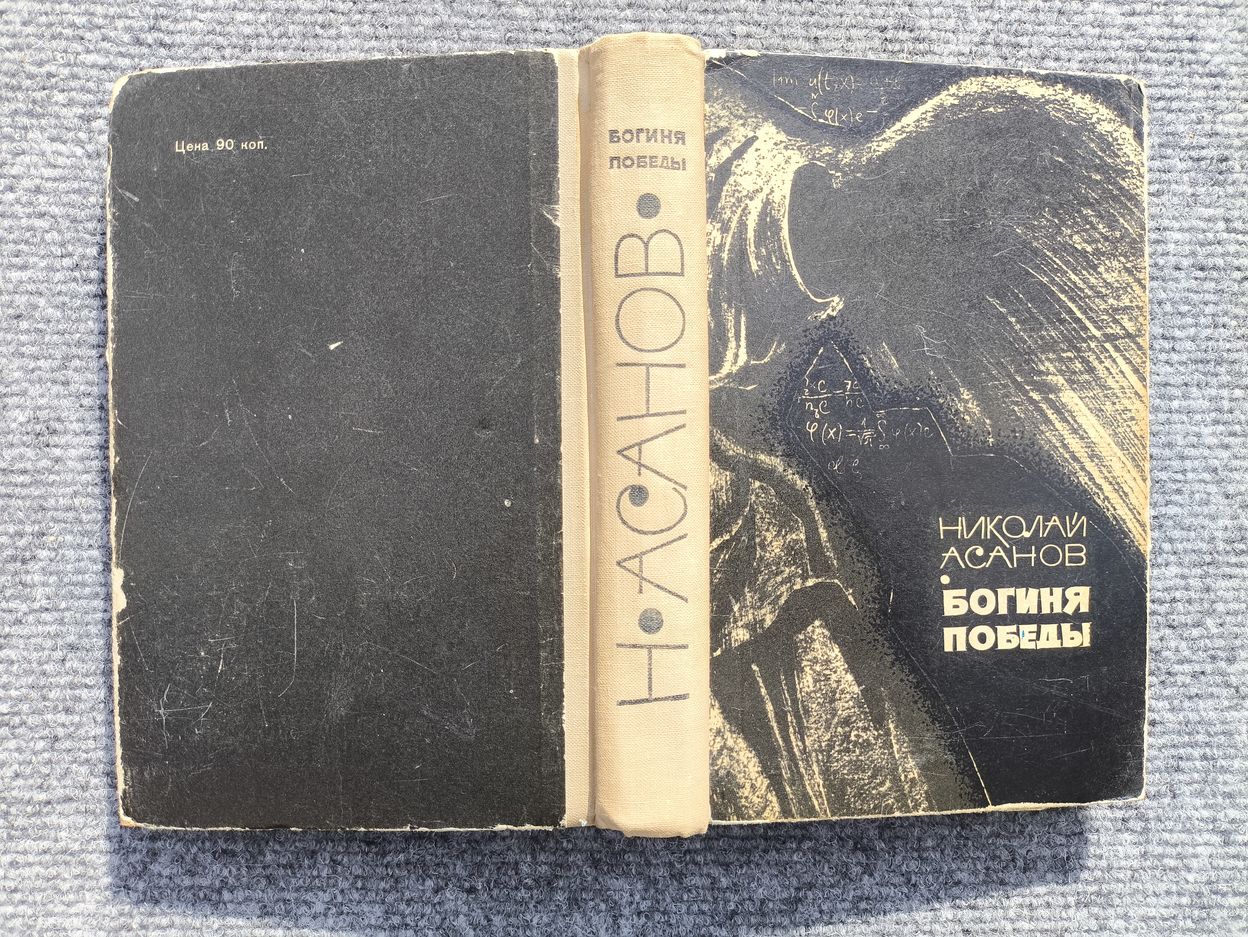 Цена 90 коп.
БОГИНЯ
ПОБЕДЫ
Н•АСАНОВ•
НИКОЛАЙ
АСАНОВ
•
БОГИНЯ
ПОБЕДЫ
φ(x)e
φ(x)=
φ(x)e